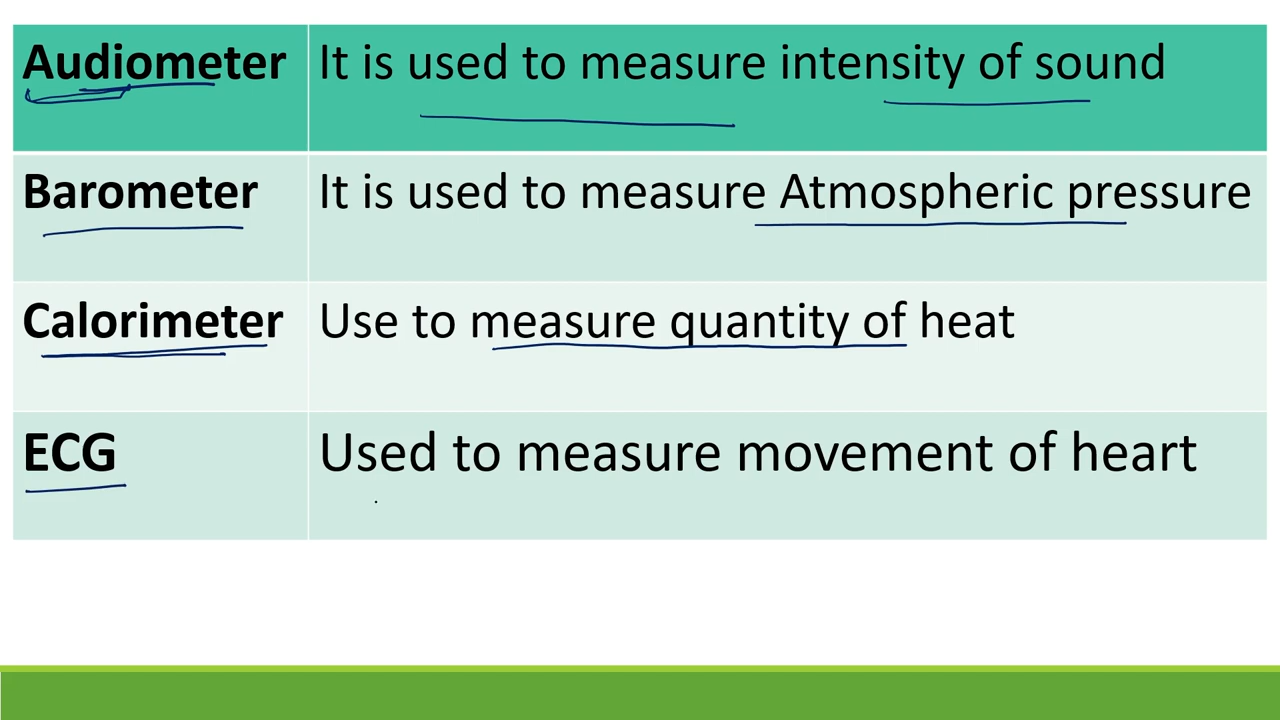 Audiometer It is used to measure intensity of sound
Barometer It is used to measure Atmospheric pressure
Calorimeter Use to measure quantity of heat
ECG Used to measure movement of heart